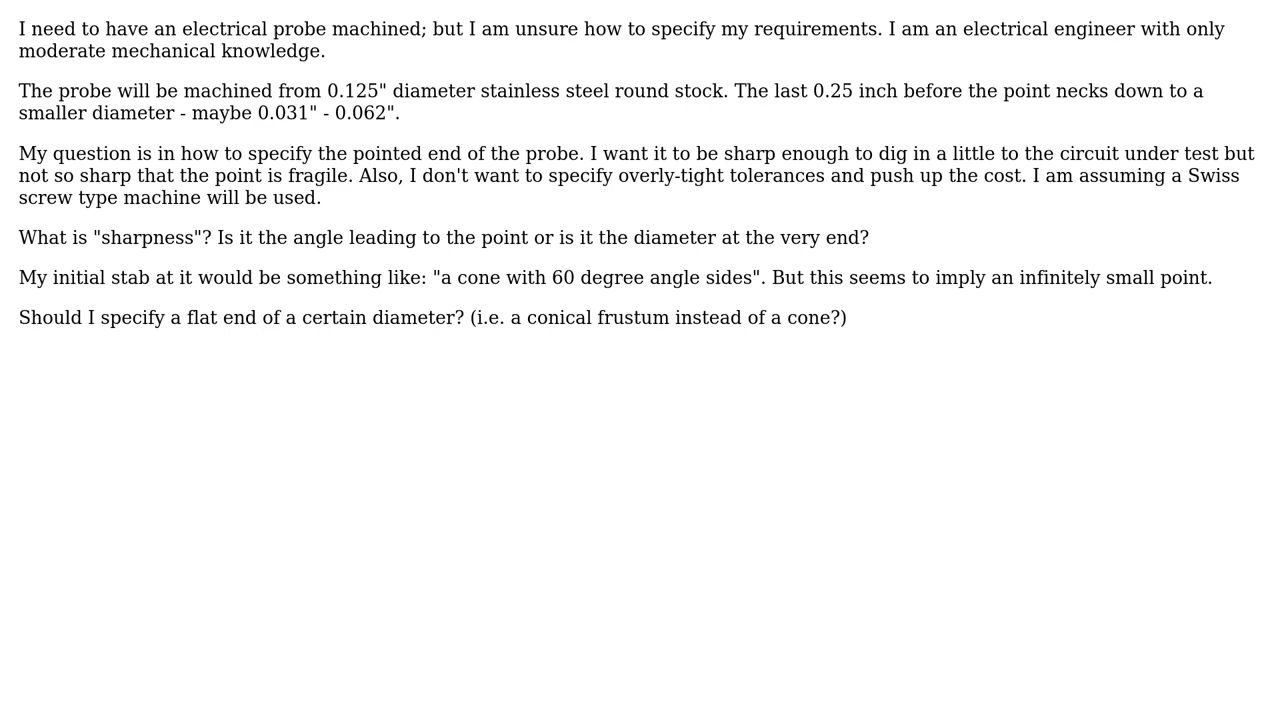 I need to have an electrical probe machined; but I am unsure how to specify my requirements. I am an electrical engineer with only
moderate mechanical knowledge.
The probe will be machined from 0.125" diameter stainless steel round stock. The last 0.25 inch before the point necks down to a
smaller diameter - maybe 0.031" - 0.062".
My question is in how to specify the pointed end of the probe. I want it to be sharp enough to dig in a little to the circuit under test but
not so sharp that the point is fragile. Also, I don't want to specify overly-tight tolerances and push up the cost. I am assuming a Swiss
screw type machine will be used.
What is "sharpness"? Is it the angle leading to the point or is it the diameter at the very end?
My initial stab at it would be something like: "a cone with 60 degree angle sides". But this seems to imply an infinitely small point.
Should I specify a flat end of a certain diameter? (i.e. a conical frustum instead of a cone?)